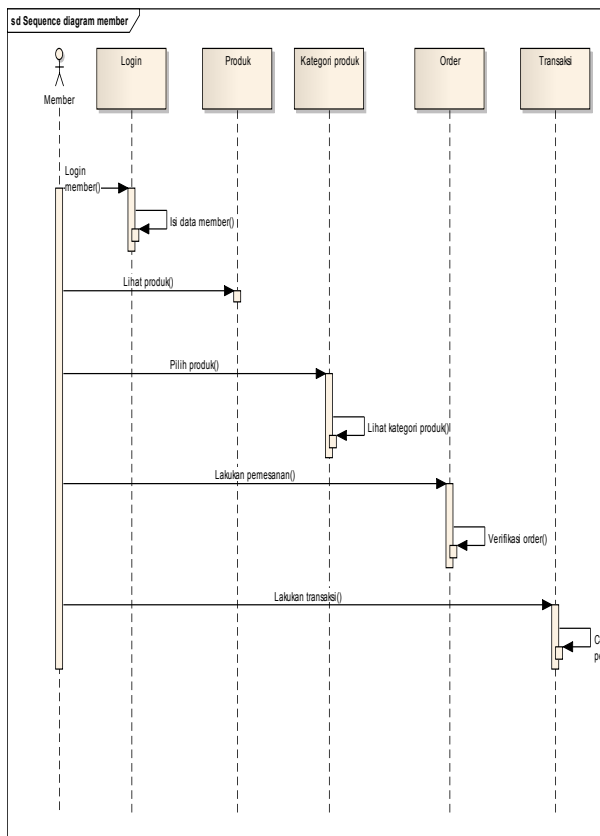 sd Sequence diagram member
Member
Login
Produk
Kategori produk
Order
Transaksi
Login
member()
Isi data member()
Lihat produk()
Pilih produk()
Lihat kategori produk()
Lakukan pemesanan()
Verifikasi order()
Lakukan transaksi()